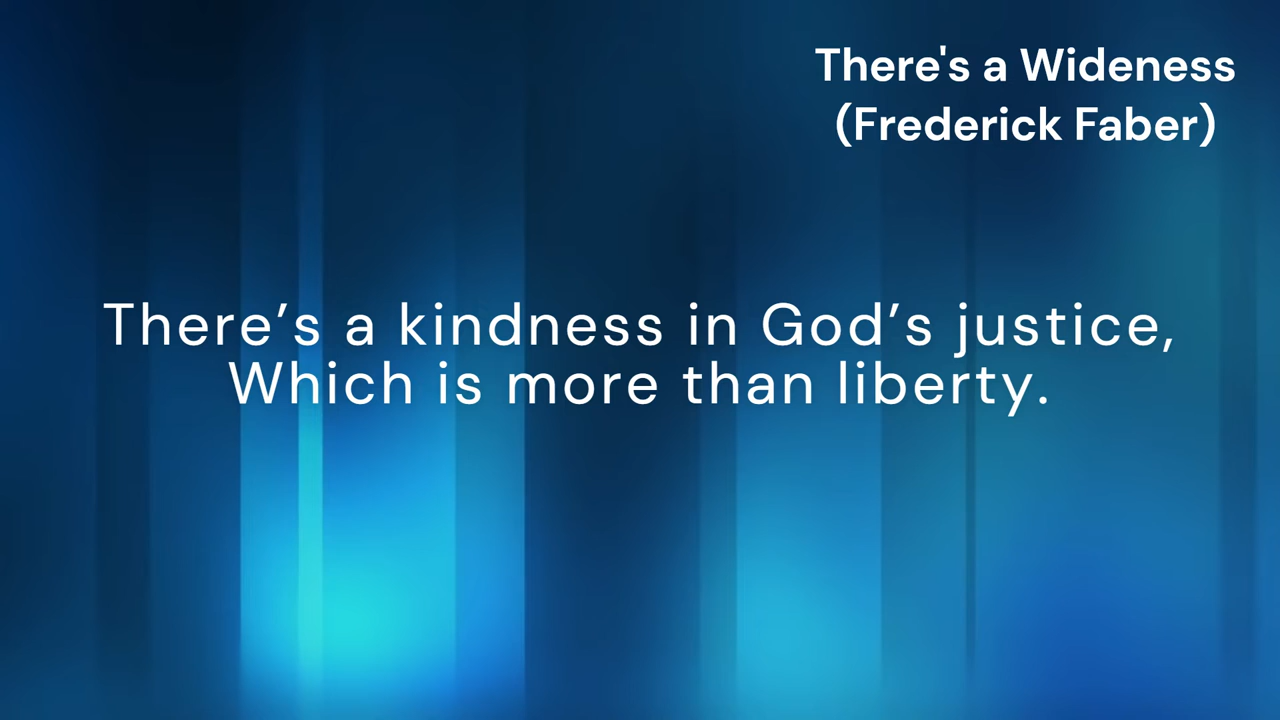 There's a Wideness
(Frederick Faber)
There’s a kindness in God’s justice,
Which is more than liberty.